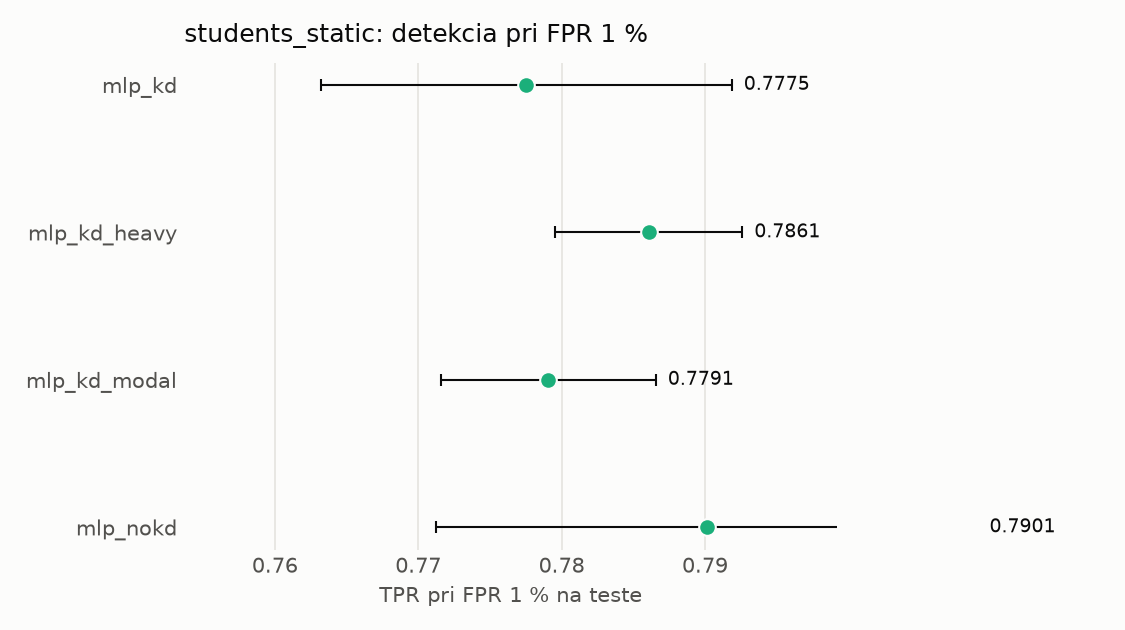 students_static: detekcia pri FPR 1 %
mlp_kd
0.7775
mlp_kd_heavy
0.7861
mlp_kd_modal
0.7791
mlp_nokd
0.7901
0.76 0.77 0.78 0.79
TPR pri FPR 1 % na teste